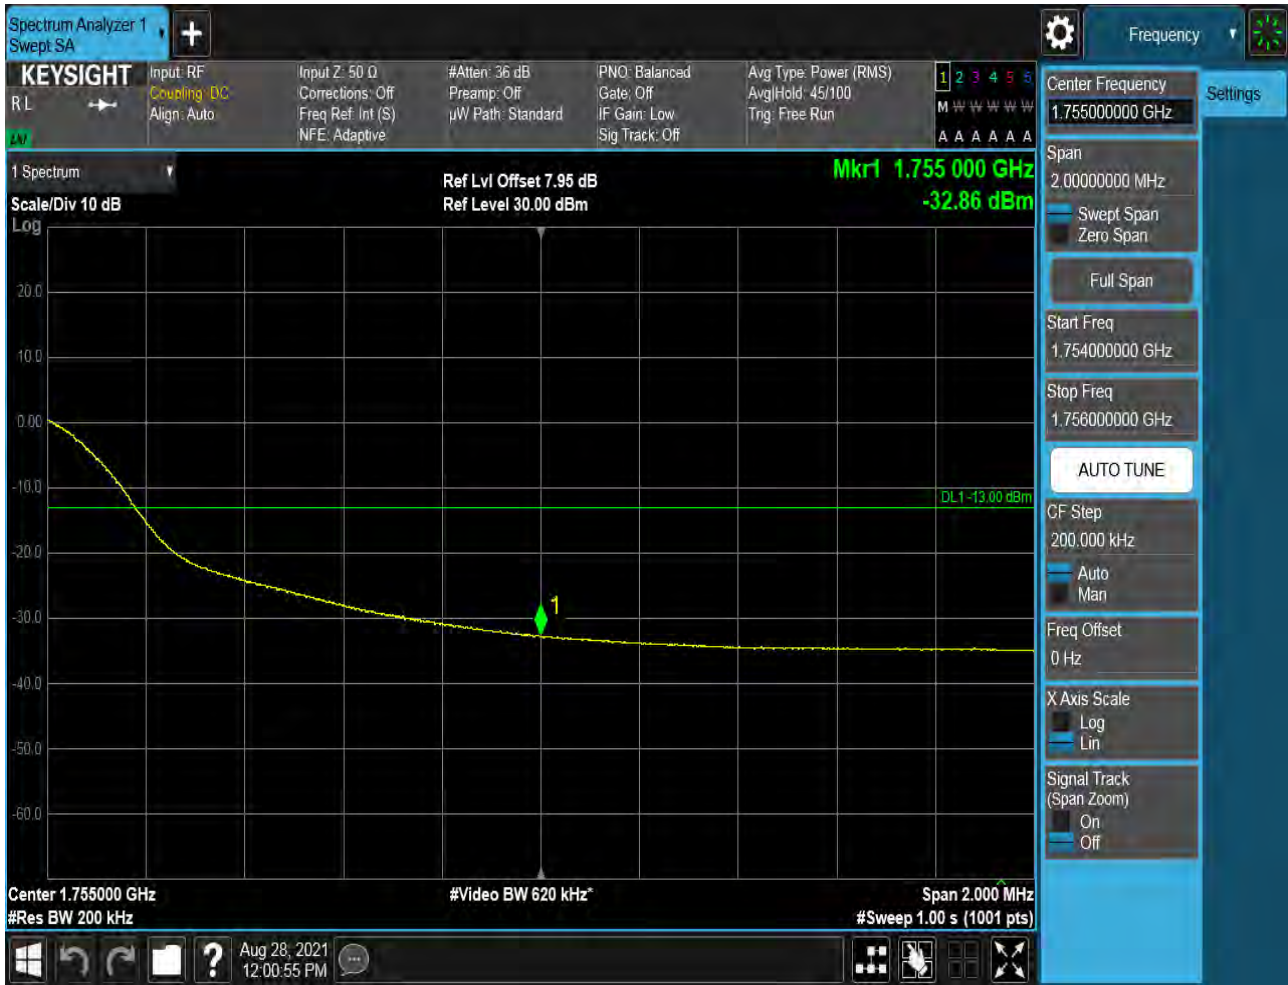 Spectrum Analyzer 1
Swept SA
+
Frequency
KEYSIGHT
RL
LNI
Input: RF
Coupling: DC
Align: Auto
Input Z: 50 Ω
Corrections: Off
Freq Ref: Int (S)
NFE: Adaptive
#Atten: 36 dB
Preamp: Off
µW Path: Standard
PNO: Balanced
Gate: Off
IF Gain: Low
Sig Track: Off
Avg Type: Power (RMS)
Avg|Hold: 45/100
Trig: Free Run
1 2 3 4 5 6
M W W W W W
A A A A A A
1 Spectrum
Scale/Div 10 dB
Log
Ref Lvl Offset 7.95 dB
Ref Level 30.00 dBm
Mkr1 1.755 000 GHz
-32.86 dBm
20.0
10.0
0.00
-10.0
-20.0
-30.0
-40.0
-50.0
-60.0
DL1 -13.00 dBm
1
Center 1.755000 GHz
#Res BW 200 kHz
#Video BW 620 kHz*
Span 2.000 MHz
#Sweep 1.00 s (1001 pts)
Center Frequency
1.755000000 GHz
Settings
Span
2.00000000 MHz
Swept Span
Zero Span
Full Span
Start Freq
1.754000000 GHz
Stop Freq
1.756000000 GHz
AUTO TUNE
CF Step
200.000 kHz
Auto
Man
Freq Offset
0 Hz
X Axis Scale
Log
Lin
Signal Track
(Span Zoom)
On
Off
?
Aug 28, 2021
12:00:55 PM